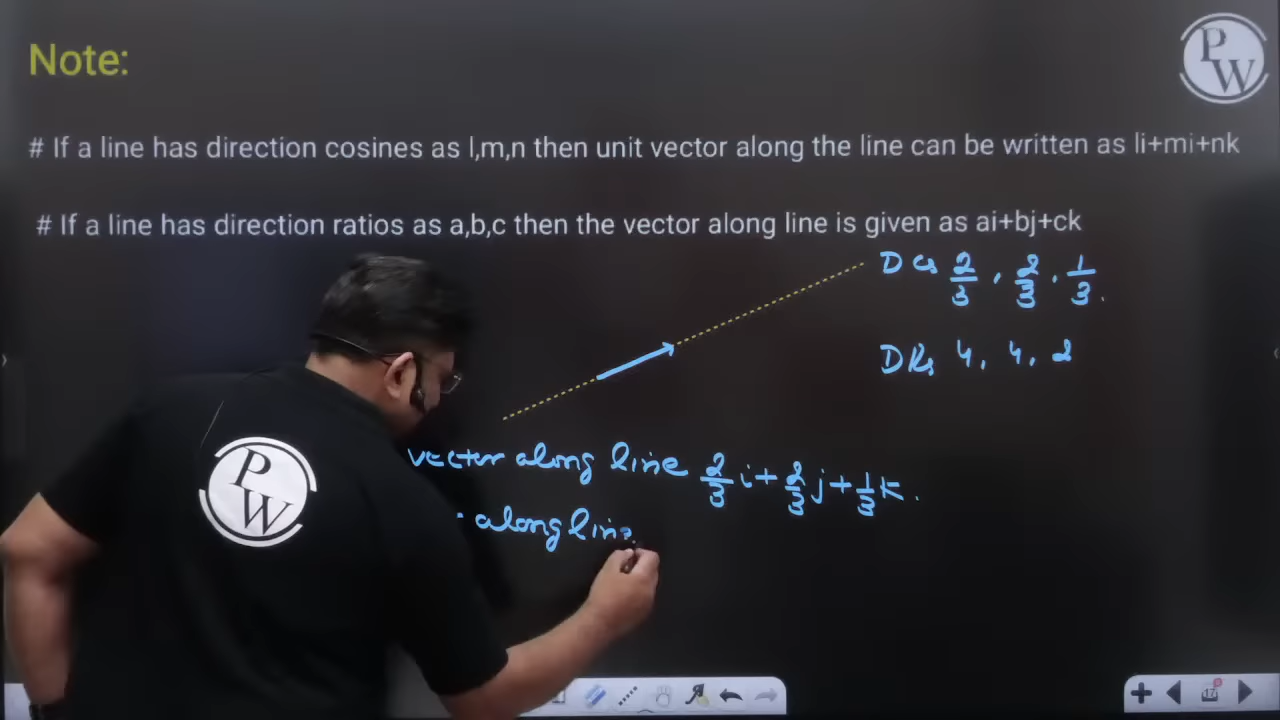 Note:
PW
# If a line has direction cosines as l,m,n then unit vector along the line can be written as li+mi+nk
# If a line has direction ratios as a,b,c then the vector along line is given as ai+bj+ck
DCs 2/3, 2/3, 1/3.
DRs 4, 4, 2
vector along line 2/3 i + 2/3 j + 1/3 k.
along line
PW